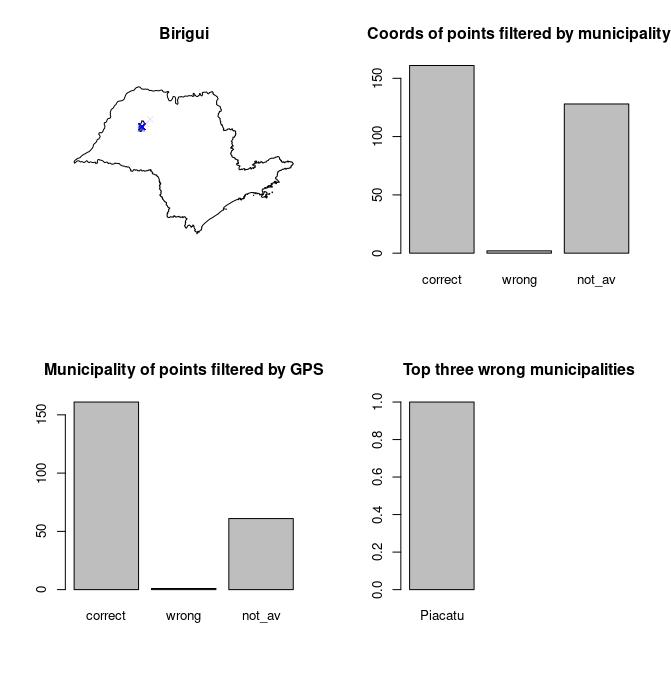 Birigui
Coords of points filtered by municipality
150
100
50
0
correct wrong not_av
Municipality of points filtered by GPS
150
100
50
0
correct wrong not_av
Top three wrong municipalities
1.0
0.8
0.6
0.4
0.2
0.0
Piacatu